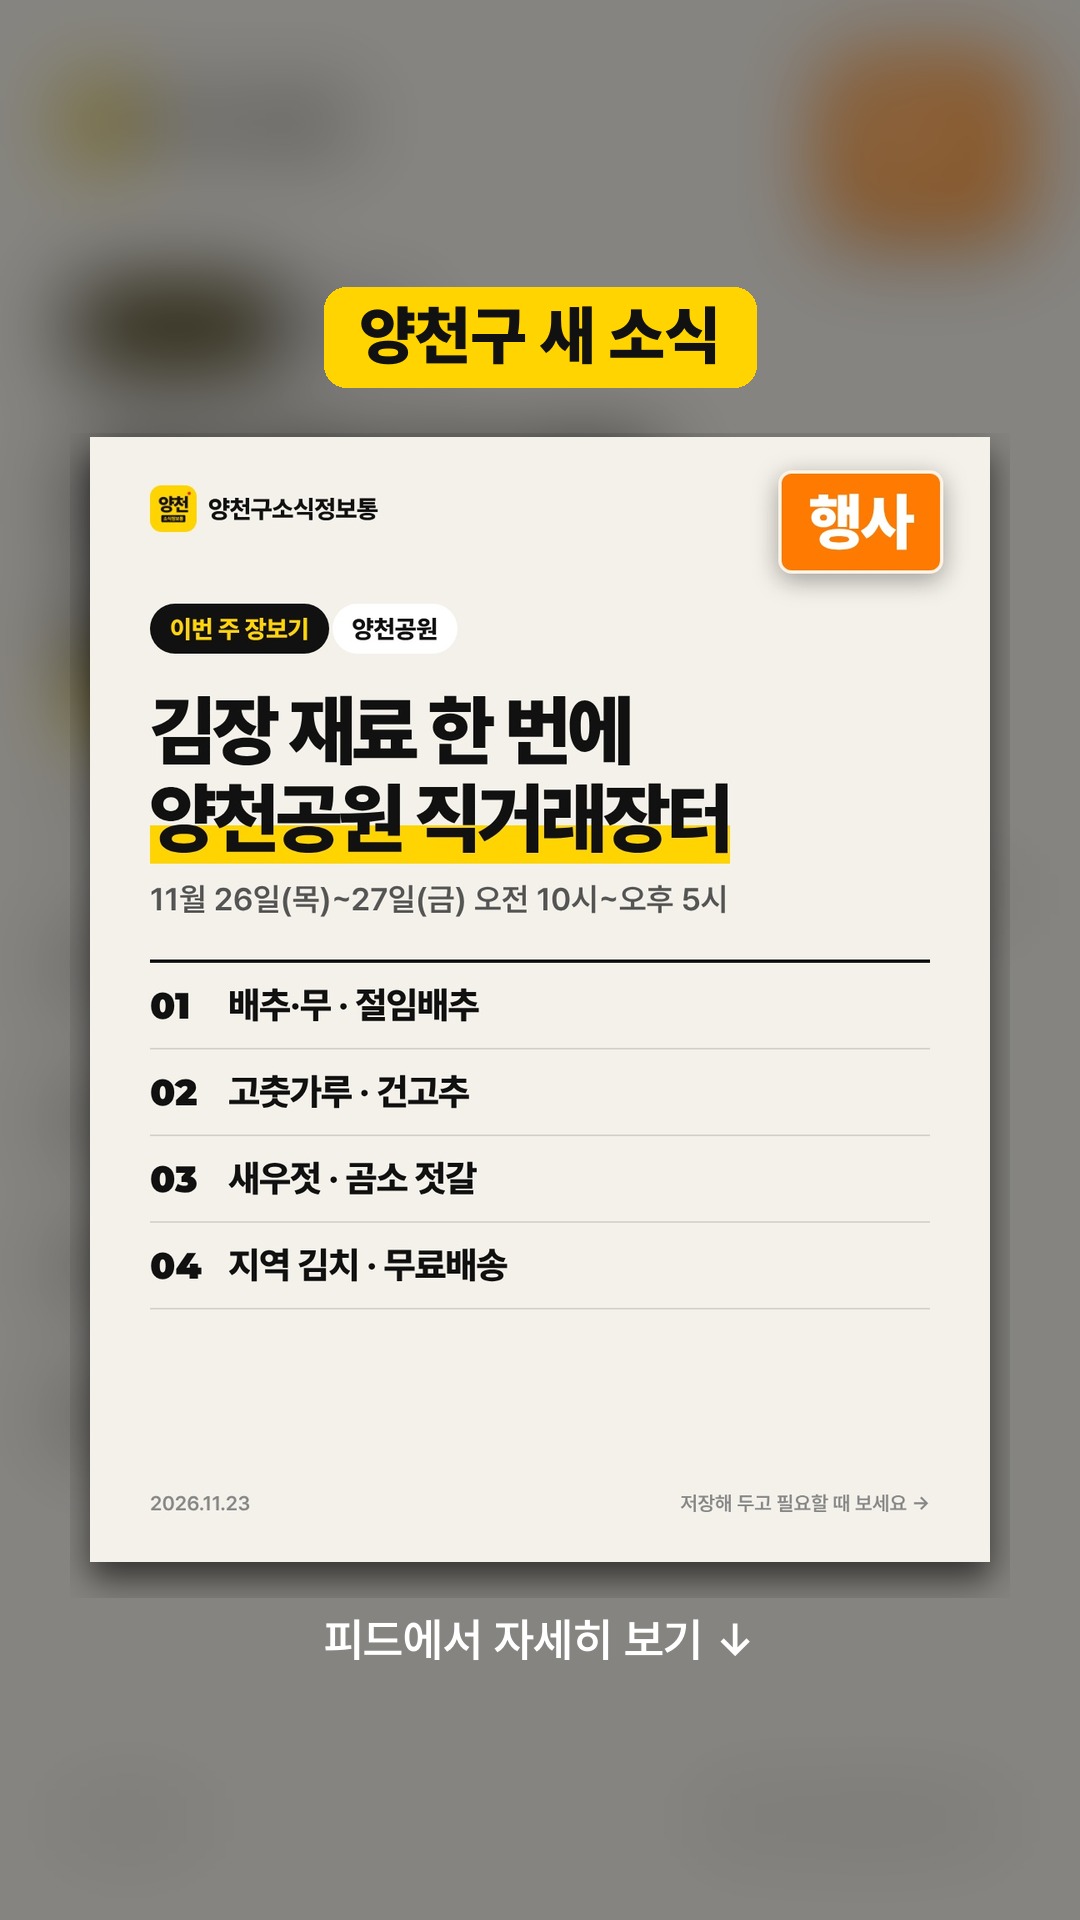 양천구 새 소식
양천
소식정보통
양천구소식정보통
행사
이번 주 장보기
양천공원
김장 재료 한 번에
양천공원 직거래장터
11월 26일(목)~27일(금) 오전 10시~오후 5시
01 배추·무 · 절임배추
02 고춧가루 · 건고추
03 새우젓 · 곰소 젓갈
04 지역 김치 · 무료배송
2026.11.23
저장해 두고 필요할 때 보세요 →
피드에서 자세히 보기 ↓